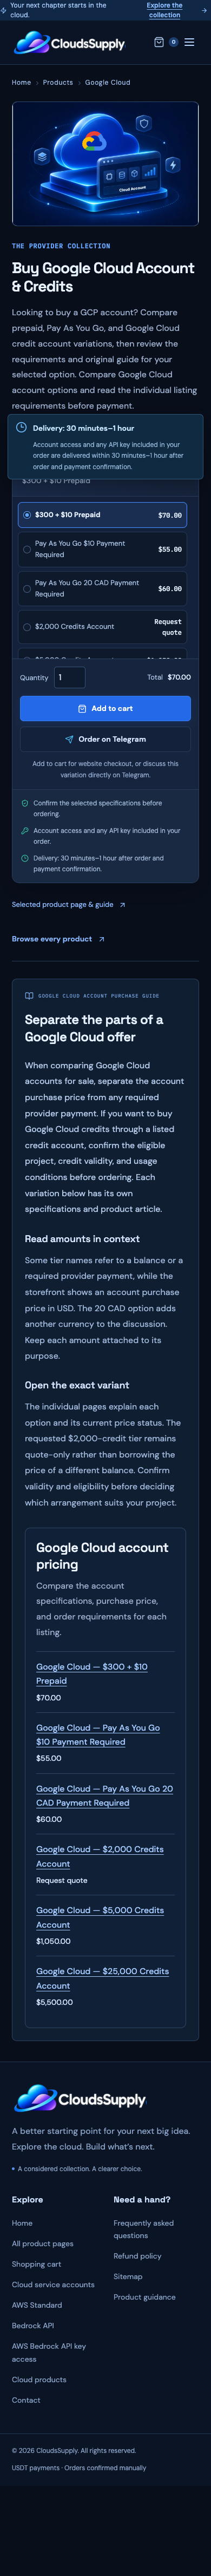 Your next chapter starts in the
cloud.
Explore the
collection
CloudsSupply
0
Home > Products > Google Cloud
Cloud Account
THE PROVIDER COLLECTION
Buy Google Cloud Account
& Credits
Looking to buy a GCP account? Compare
prepaid, Pay As You Go, and Google Cloud
credit account variations, then review the
requirements and original guide for your
selected option. Compare Google Cloud
account options and read the individual listing
requirements before payment.
Delivery: 30 minutes–1 hour
Account access and any API key included in your
order are delivered within 30 minutes–1 hour after
order and payment confirmation.
$300 + $10 Prepaid
$300 + $10 Prepaid $70.00
Pay As You Go $10 Payment
Required
$55.00
Pay As You Go 20 CAD Payment
Required
$60.00
$2,000 Credits Account
Request
quote
Quantity 1 Total $70.00
Add to cart
Order on Telegram
Add to cart for website checkout, or discuss this
variation directly on Telegram.
Confirm the selected specifications before
ordering.
Account access and any API key included in your
order.
Delivery: 30 minutes–1 hour after order and
payment confirmation.
Selected product page & guide
Browse every product
GOOGLE CLOUD ACCOUNT PURCHASE GUIDE
Separate the parts of a
Google Cloud offer
When comparing Google Cloud
accounts for sale, separate the account
purchase price from any required
provider payment. If you want to buy
Google Cloud credits through a listed
credit account, confirm the eligible
project, credit validity, and usage
conditions before ordering. Each
variation below has its own
specifications and product article.
Read amounts in context
Some tier names refer to a balance or a
required provider payment, while the
storefront shows an account purchase
price in USD. The 20 CAD option adds
another currency to the discussion.
Keep each amount attached to its
purpose.
Open the exact variant
The individual pages explain each
option and its current price status. The
requested $2,000-credit tier remains
quote-only rather than borrowing the
price of a different balance. Confirm
validity and eligibility before deciding
which arrangement suits your project.
Google Cloud account
pricing
Compare the account
specifications, purchase price,
and order requirements for each
listing.
Google Cloud — $300 + $10
Prepaid
$70.00
Google Cloud — Pay As You Go
$10 Payment Required
$55.00
Google Cloud — Pay As You Go 20
CAD Payment Required
$60.00
Google Cloud — $2,000 Credits
Account
Request quote
Google Cloud — $5,000 Credits
Account
$1,050.00
Google Cloud — $25,000 Credits
Account
$5,500.00
CloudsSupply
A better starting point for your next big idea.
Explore the cloud. Build what's next.
A considered collection. A clearer choice.
Explore
Home
All product pages
Shopping cart
Cloud service accounts
AWS Standard
Bedrock API
AWS Bedrock API key
access
Cloud products
Contact
Need a hand?
Frequently asked
questions
Refund policy
Sitemap
Product guidance
© 2026 CloudsSupply. All rights reserved.
USDT payments · Orders confirmed manually